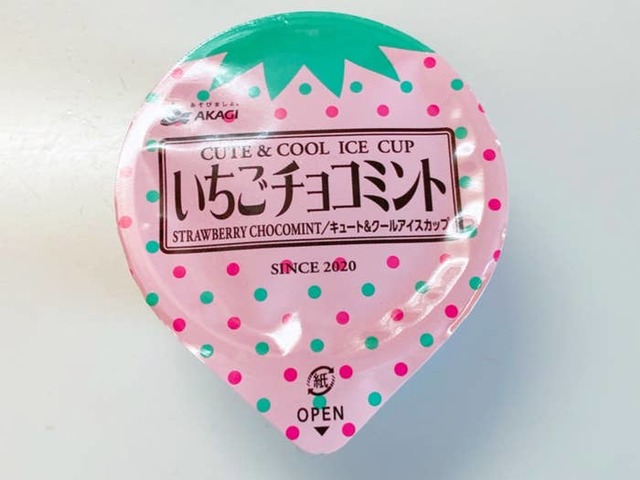 あそびましょ。
AKAGI
CUTE & COOL ICE CUP
いちごチョコミント
STRAWBERRY CHOCOMINT/キュート&クールアイスカップ
SINCE 2020
紙
OPEN